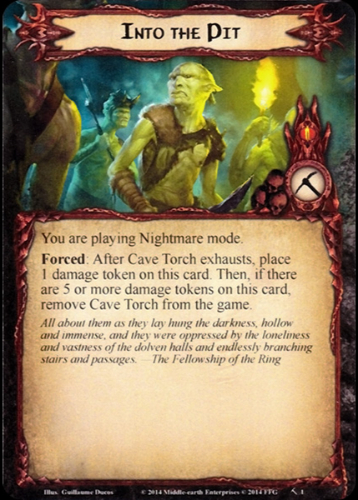 INTO THE PIT
You are playing Nightmare mode.
Forced: After Cave Torch exhausts, place
1 damage token on this card. Then, if there
are 5 or more damage tokens on this card,
remove Cave Torch from the game.
All about them as they lay hung the darkness, hollow
and immense, and they were oppressed by the loneliness
and vastness of the dolven halls and endlessly branching
stairs and passages. —The Fellowship of the Ring
Illus. Guillaume Ducos © 2014 Middle-earth Enterprises © 2014 FFG 1